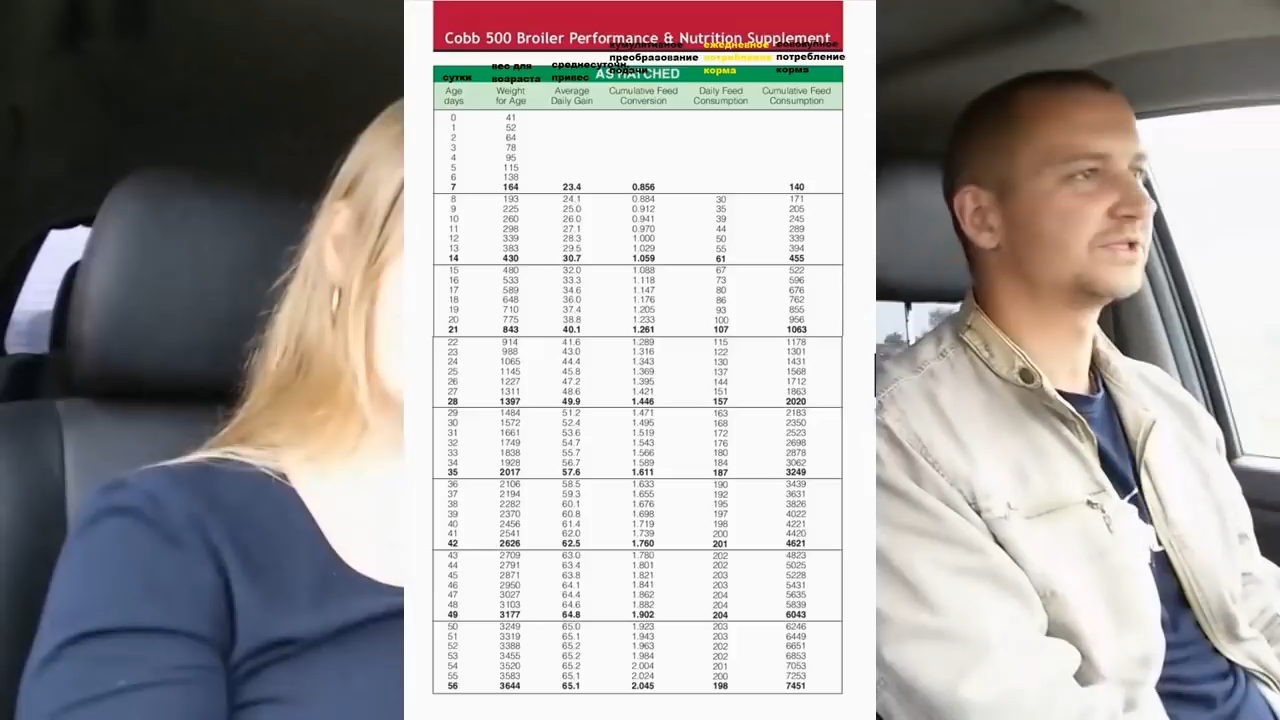 Cobb 500 Broiler Performance & Nutrition Supplement
кумулятивное преобразование подачи
ежедневное потребление корма
совокупное потребление корма
сутки
вес для возраста
среднесуточн. привес
AS HATCHED
Age days Weight for Age Average Daily Gain Cumulative Feed Conversion Daily Feed Consumption Cumulative Feed Consumption
0 41
1 52
2 64
3 78
4 95
5 115
6 138
7 164 23.4 0.856 140
8 193 24.1 0.884 30 171
9 225 25.0 0.912 35 205
10 260 26.0 0.941 39 245
11 298 27.1 0.970 44 289
12 339 28.3 1.000 50 339
13 383 29.5 1.029 55 394
14 430 30.7 1.059 61 455
15 480 32.0 1.088 67 522
16 533 33.3 1.118 73 596
17 589 34.6 1.147 80 676
18 648 36.0 1.176 86 762
19 710 37.4 1.205 93 855
20 775 38.8 1.233 100 956
21 843 40.1 1.261 107 1063
22 914 41.6 1.289 115 1178
23 988 43.0 1.316 122 1301
24 1065 44.4 1.343 130 1431
25 1145 45.8 1.369 137 1568
26 1227 47.2 1.395 144 1712
27 1311 48.6 1.421 151 1863
28 1397 49.9 1.446 157 2020
29 1484 51.2 1.471 163 2183
30 1572 52.4 1.495 168 2350
31 1661 53.6 1.519 172 2523
32 1749 54.7 1.543 176 2698
33 1838 55.7 1.566 180 2878
34 1928 56.7 1.589 184 3062
35 2017 57.6 1.611 187 3249
36 2106 58.5 1.633 190 3439
37 2194 59.3 1.655 192 3631
38 2282 60.1 1.676 195 3826
39 2370 60.8 1.698 197 4022
40 2456 61.4 1.719 198 4221
41 2541 62.0 1.739 200 4420
42 2626 62.5 1.760 201 4621
43 2709 63.0 1.780 202 4823
44 2791 63.4 1.801 202 5025
45 2871 63.8 1.821 203 5228
46 2950 64.1 1.841 203 5431
47 3027 64.4 1.862 204 5635
48 3103 64.6 1.882 204 5839
49 3177 64.8 1.902 204 6043
50 3249 65.0 1.923 203 6246
51 3319 65.1 1.943 203 6449
52 3388 65.2 1.963 202 6651
53 3455 65.2 1.984 202 6853
54 3520 65.2 2.004 201 7053
55 3583 65.1 2.024 200 7253
56 3644 65.1 2.045 198 7451